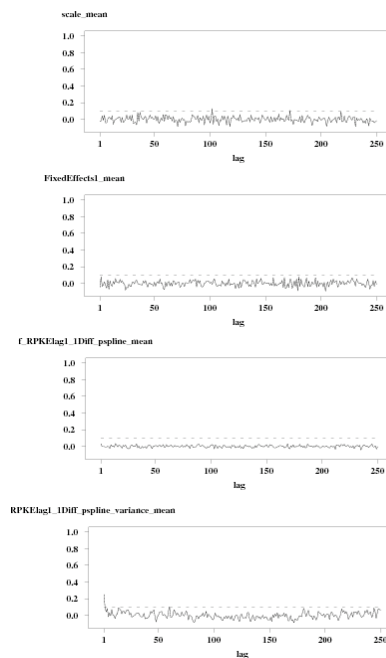 scale_mean
1.0
0.8
0.6
0.4
0.2
0.0
1 50 100 150 200 250
lag
FixedEffects1_mean
1.0
0.8
0.6
0.4
0.2
0.0
1 50 100 150 200 250
lag
f_RPKElag1_1Diff_pspline_mean
1.0
0.8
0.6
0.4
0.2
0.0
1 50 100 150 200 250
lag
RPKElag1_1Diff_pspline_variance_mean
1.0
0.8
0.6
0.4
0.2
0.0
1 50 100 150 200 250
lag